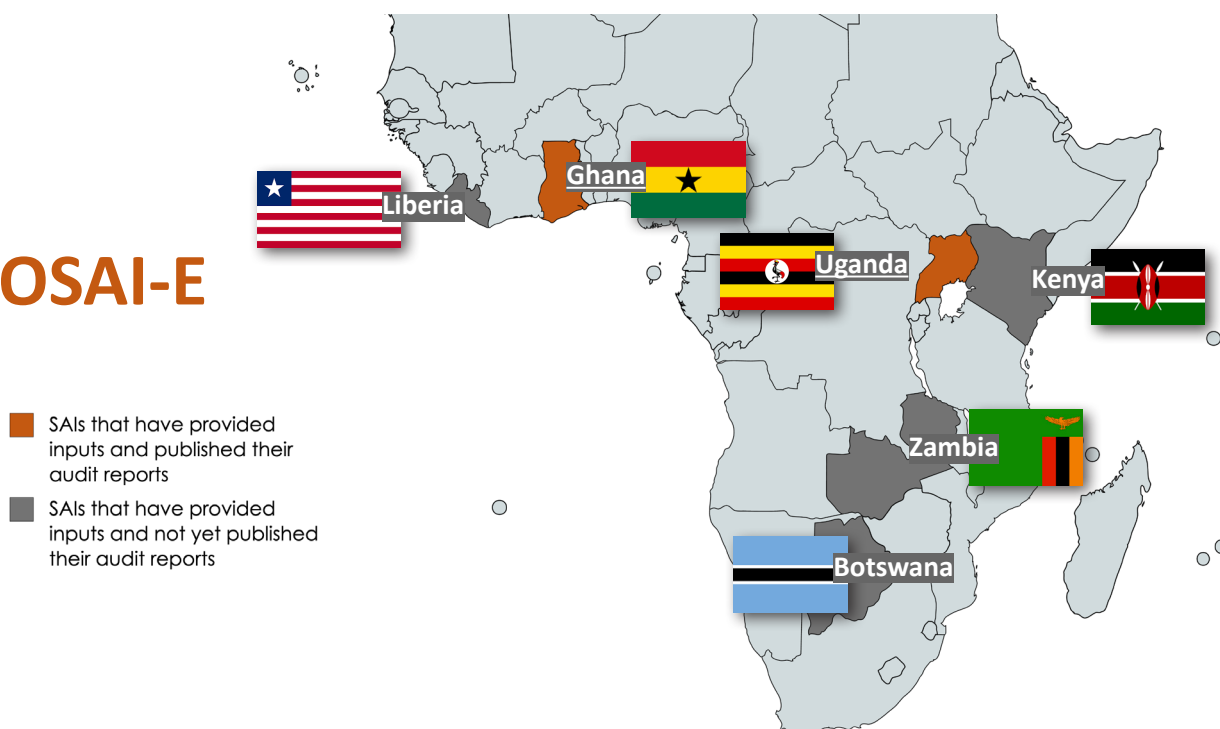 Ghana
Liberia
Uganda
OSAI-E
Kenya
SAIs that have provided
inputs and published their
audit reports
Zambia
SAIs that have provided
inputs and not yet published
their audit reports
Botswana